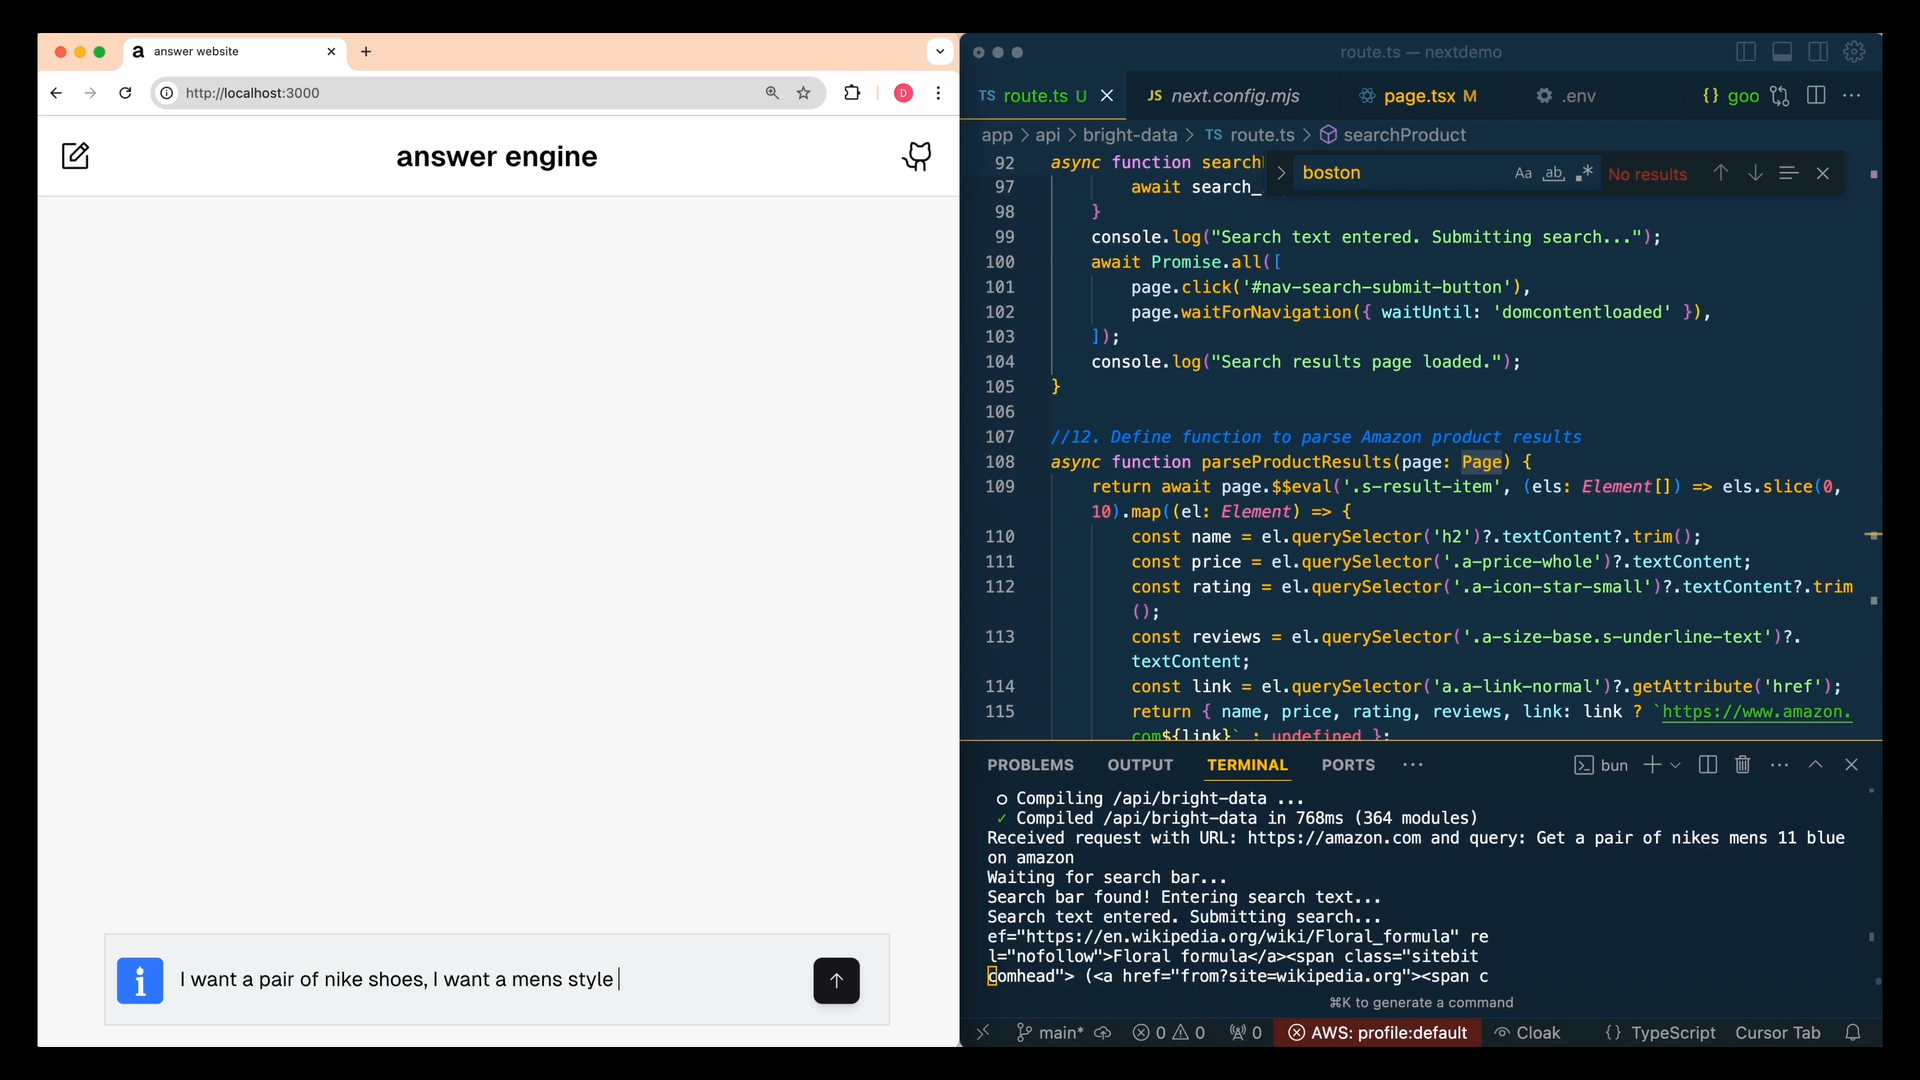 a answer website
http://localhost:3000
D
answer engine
I want a pair of nike shoes, I want a mens style
route.ts — nextdemo
TS route.ts U
JS next.config.mjs
page.tsx M
.env
{} goo
app > api > bright-data > TS route.ts > searchProduct
boston
Aa ab No results
92 async function search
97 await search_
98 }
99 console.log("Search text entered. Submitting search...");
100 await Promise.all([
101 page.click('#nav-search-submit-button'),
102 page.waitForNavigation({ waitUntil: 'domcontentloaded' }),
103 ]);
104 console.log("Search results page loaded.");
105 }
106
107 //12. Define function to parse Amazon product results
108 async function parseProductResults(page: Page) {
109 return await page.$$eval('.s-result-item', (els: Element[]) => els.slice(0,
10).map((el: Element) => {
110 const name = el.querySelector('h2')?.textContent?.trim();
111 const price = el.querySelector('.a-price-whole')?.textContent;
112 const rating = el.querySelector('.a-icon-star-small')?.textContent?.trim
();
113 const reviews = el.querySelector('.a-size-base.s-underline-text')?.
textContent;
114 const link = el.querySelector('a.a-link-normal')?.getAttribute('href');
115 return { name, price, rating, reviews, link: link ? `https://www.amazon.
com${link}` : undefined };
PROBLEMS OUTPUT TERMINAL PORTS ···
bun
○ Compiling /api/bright-data ...
✓ Compiled /api/bright-data in 768ms (364 modules)
Received request with URL: https://amazon.com and query: Get a pair of nikes mens 11 blue
on amazon
Waiting for search bar...
Search bar found! Entering search text...
Search text entered. Submitting search...
ef="https://en.wikipedia.org/wiki/Floral_formula" re
l="nofollow">Floral formula</a><span class="sitebit
comhead"> (<a href="from?site=wikipedia.org"><span c
⌘K to generate a command
main* 0 0 0 AWS: profile:default Cloak {} TypeScript Cursor Tab